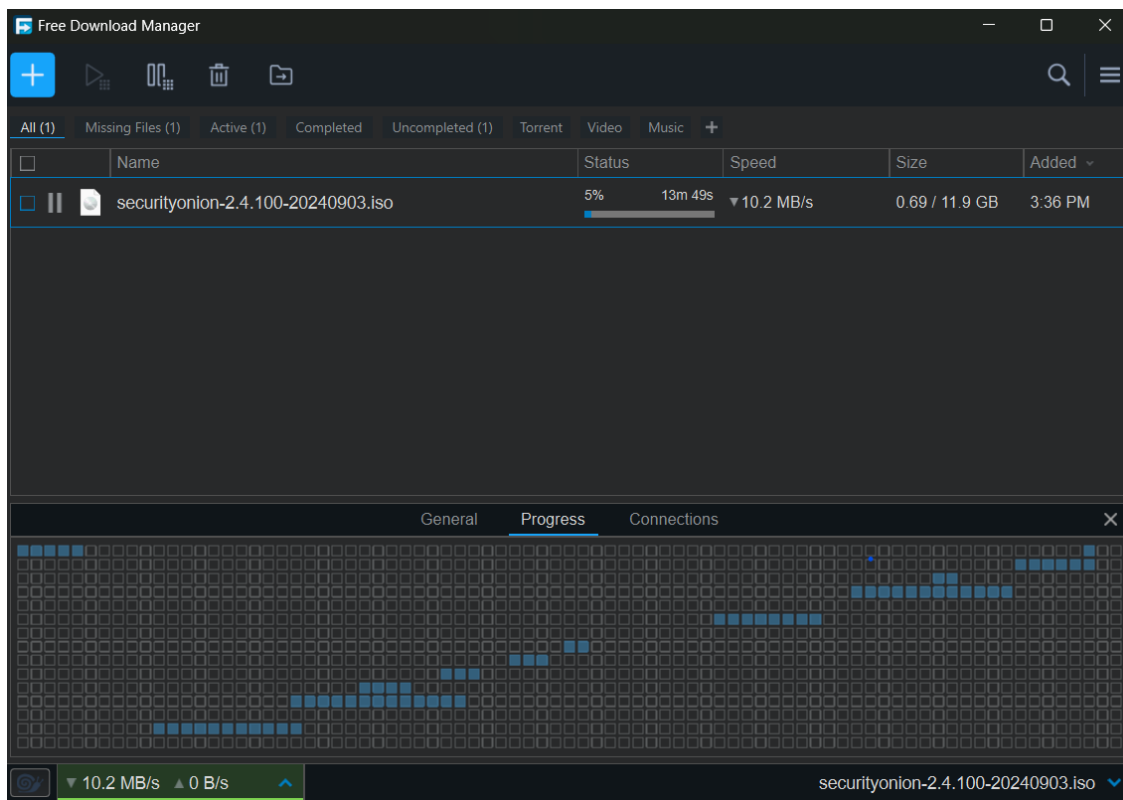 Free Download Manager
All (1) Missing Files (1) Active (1) Completed Uncompleted (1) Torrent Video Music
Name Status Speed Size Added
securityonion-2.4.100-20240903.iso 5% 13m 49s 10.2 MB/s 0.69 / 11.9 GB 3:36 PM
General Progress Connections
10.2 MB/s 0 B/s securityonion-2.4.100-20240903.iso